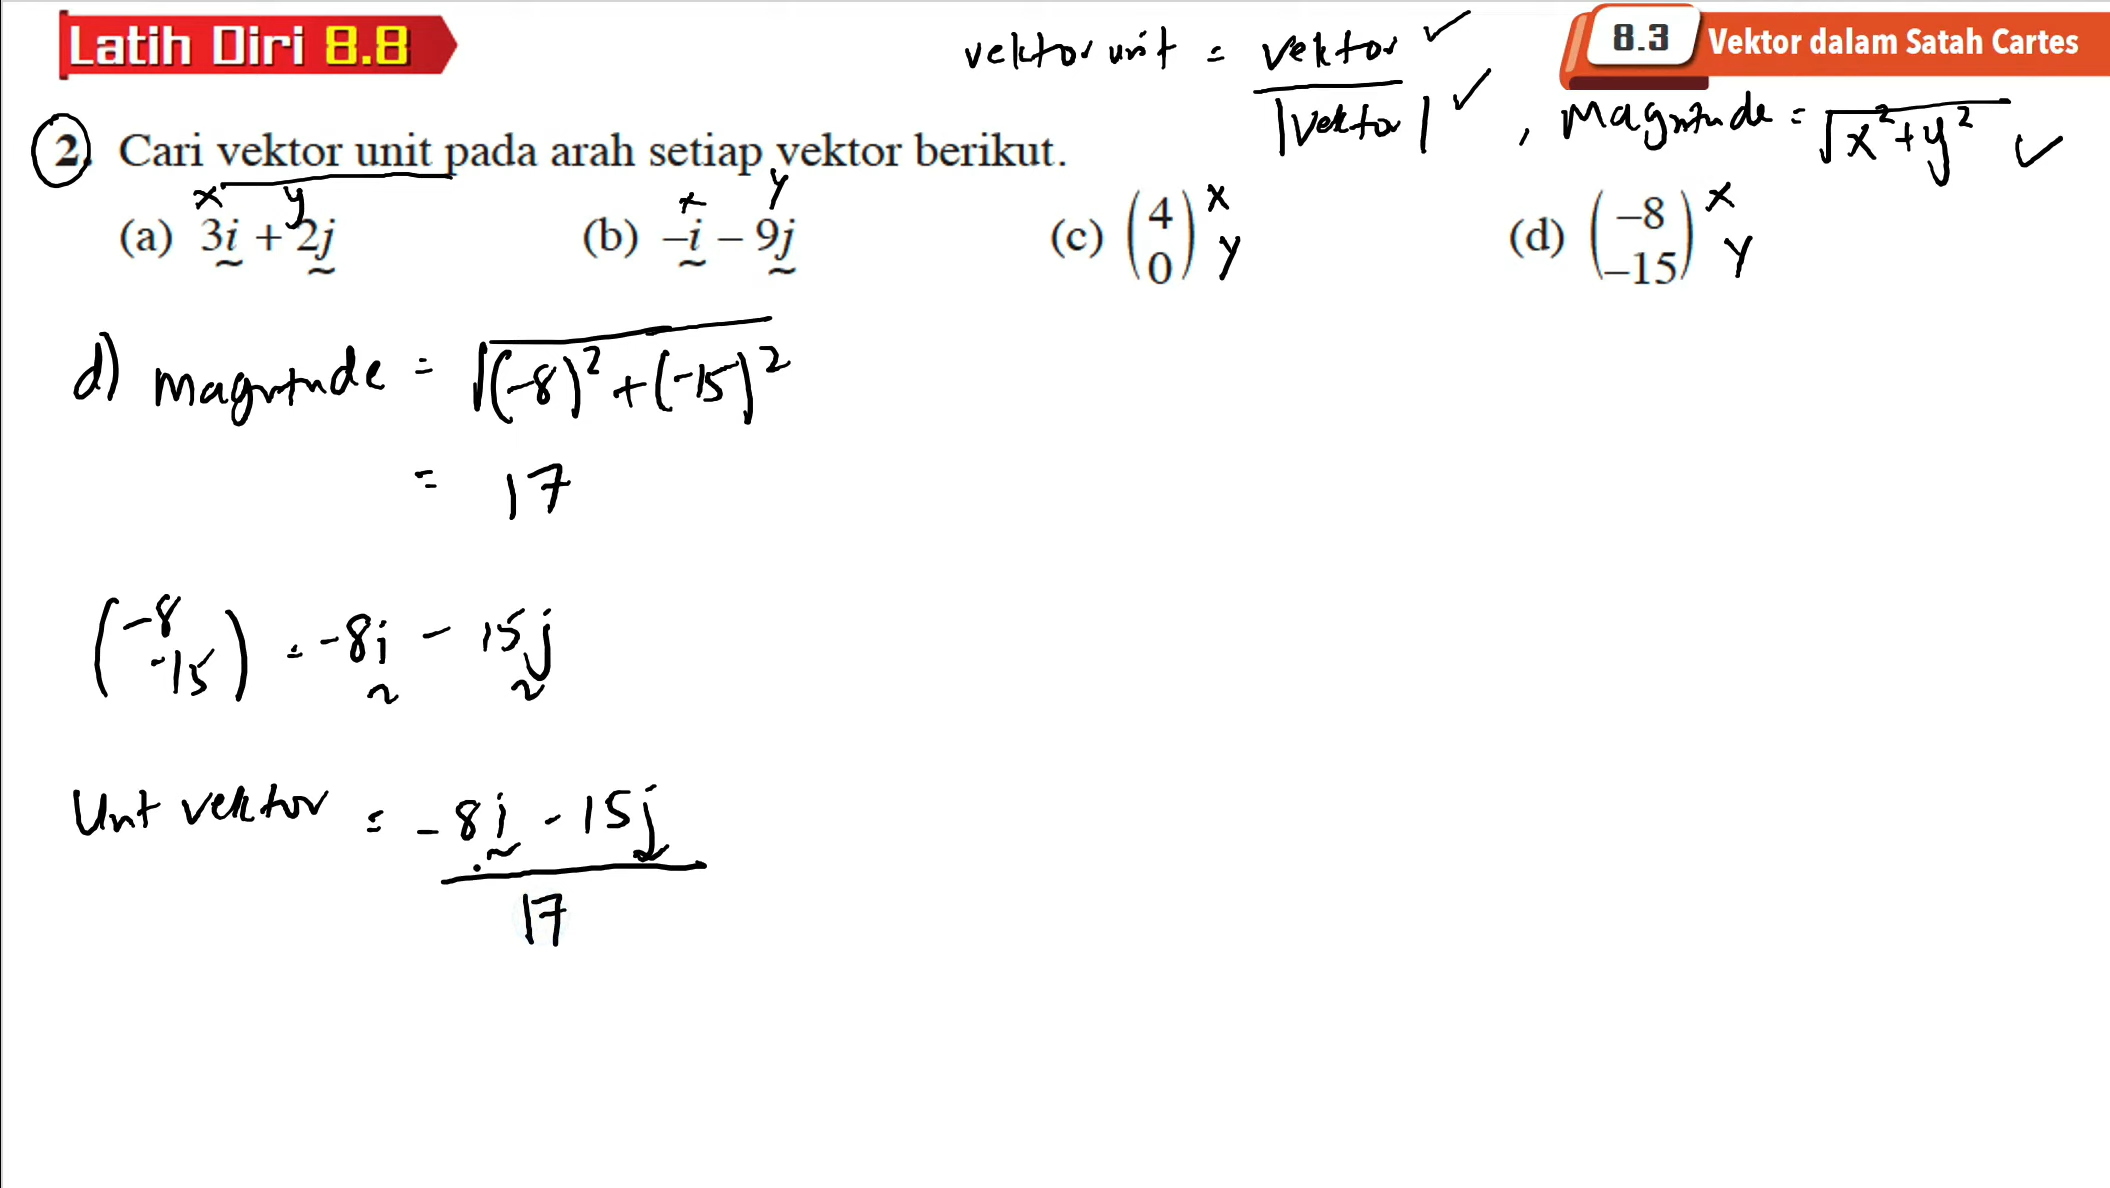 Latih Diri 8.8
8.3 Vektor dalam Satah Cartes
vektor unit = vektor ✓ / |vektor| ✓ , Magnitude = √x²+y² ✓
2. Cari vektor unit pada arah setiap vektor berikut.
x y x y x y x y
(a) 3i + 2j (b) –i – 9j (c) (4 0) (d) (–8 –15)
d) magnitude = √(-8)² + (-15)²
= 17
(-8 -15) = -8i - 15j
Unit vektor = -8i - 15j / 17